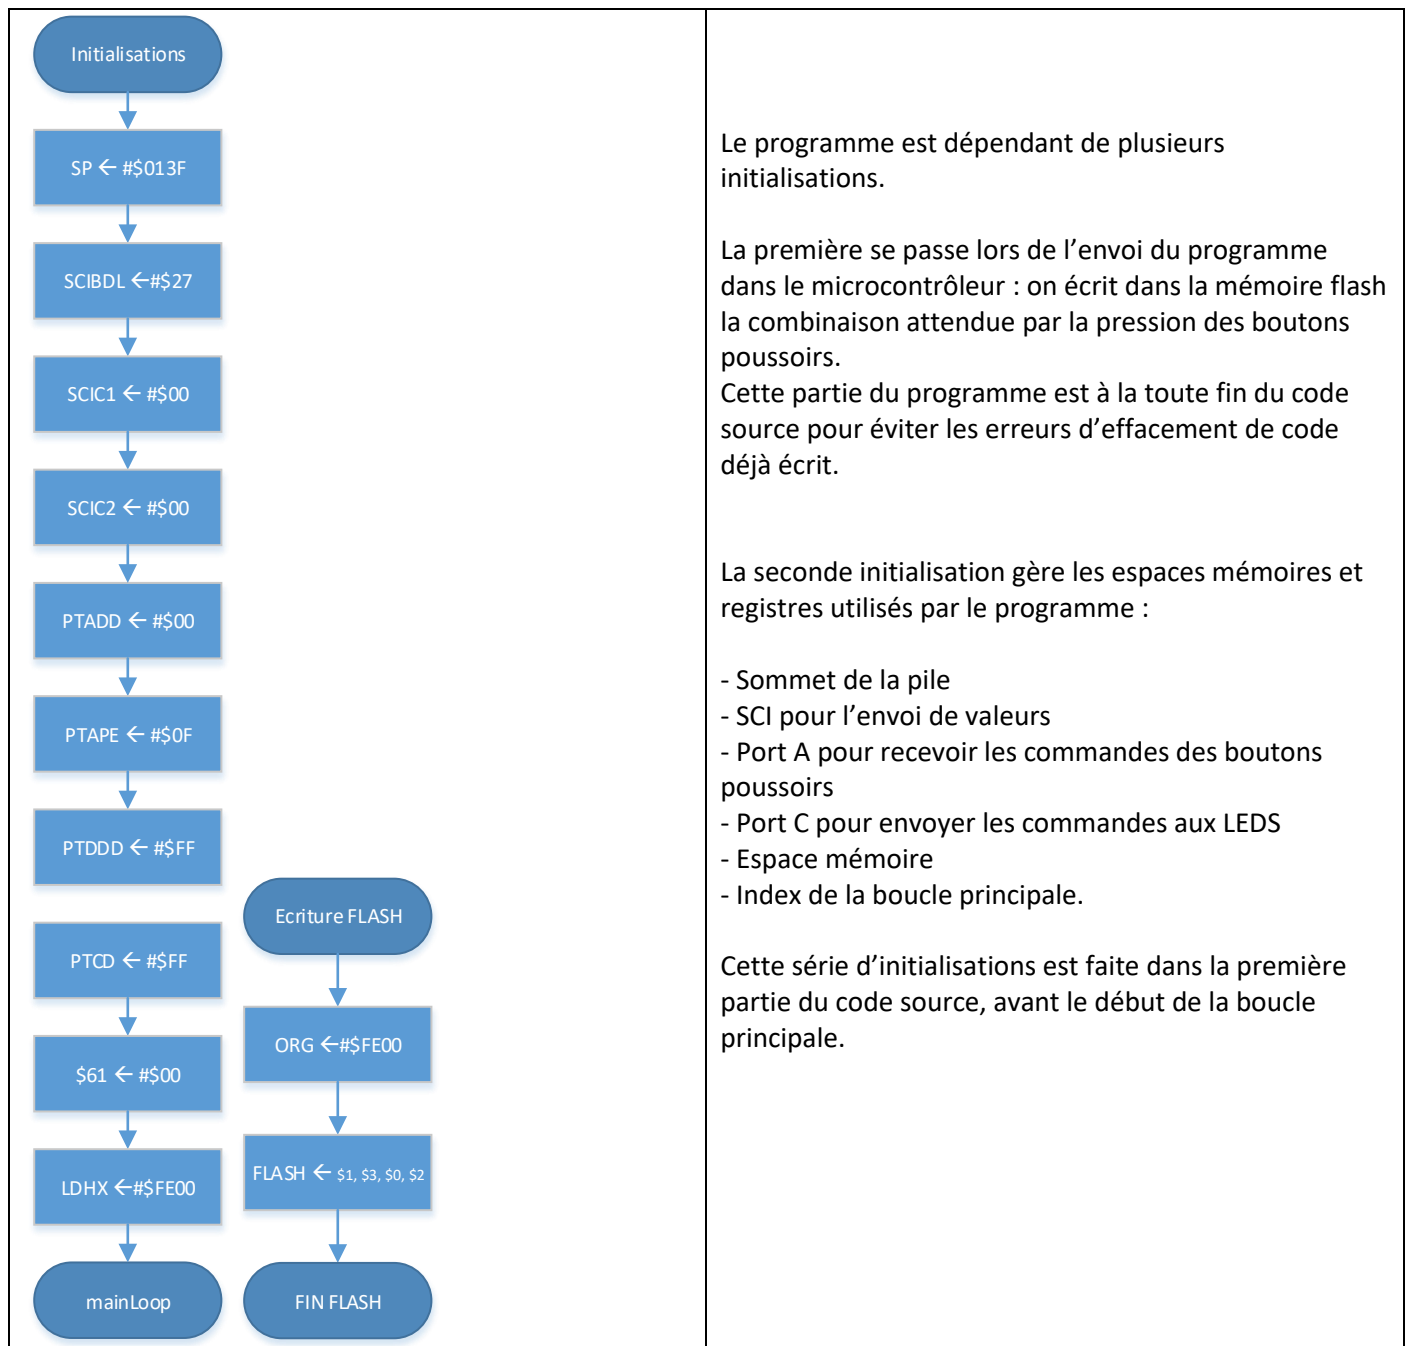 Initialisations
SP ← #$013F
SCIBDL ←#$27
SCIC1 ← #$00
SCIC2 ← #$00
PTADD ← #$00
PTAPE ← #$0F
PTDDD ← #$FF
PTCD ← #$FF
$61 ← #$00
LDHX ←#$FE00
mainLoop
Ecriture FLASH
ORG ←#$FE00
FLASH ← $1, $3, $0, $2
FIN FLASH
Le programme est dépendant de plusieurs
initialisations.
La première se passe lors de l’envoi du programme
dans le microcontrôleur : on écrit dans la mémoire flash
la combinaison attendue par la pression des boutons
poussoirs.
Cette partie du programme est à la toute fin du code
source pour éviter les erreurs d’effacement de code
déjà écrit.
La seconde initialisation gère les espaces mémoires et
registres utilisés par le programme :
- Sommet de la pile
- SCI pour l’envoi de valeurs
- Port A pour recevoir les commandes des boutons
poussoirs
- Port C pour envoyer les commandes aux LEDS
- Espace mémoire
- Index de la boucle principale.
Cette série d’initialisations est faite dans la première
partie du code source, avant le début de la boucle
principale.